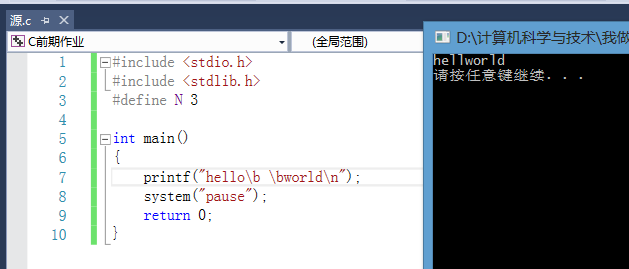 源.c
C前期作业
(全局范围)
1 #include <stdio.h>
2 #include <stdlib.h>
3 #define N 3
4
5 int main()
6 {
7 printf("hello\b \bworld\n");
8 system("pause");
9 return 0;
10 }
D:\计算机科学与技术\我做
hellworld
请按任意键继续. . .